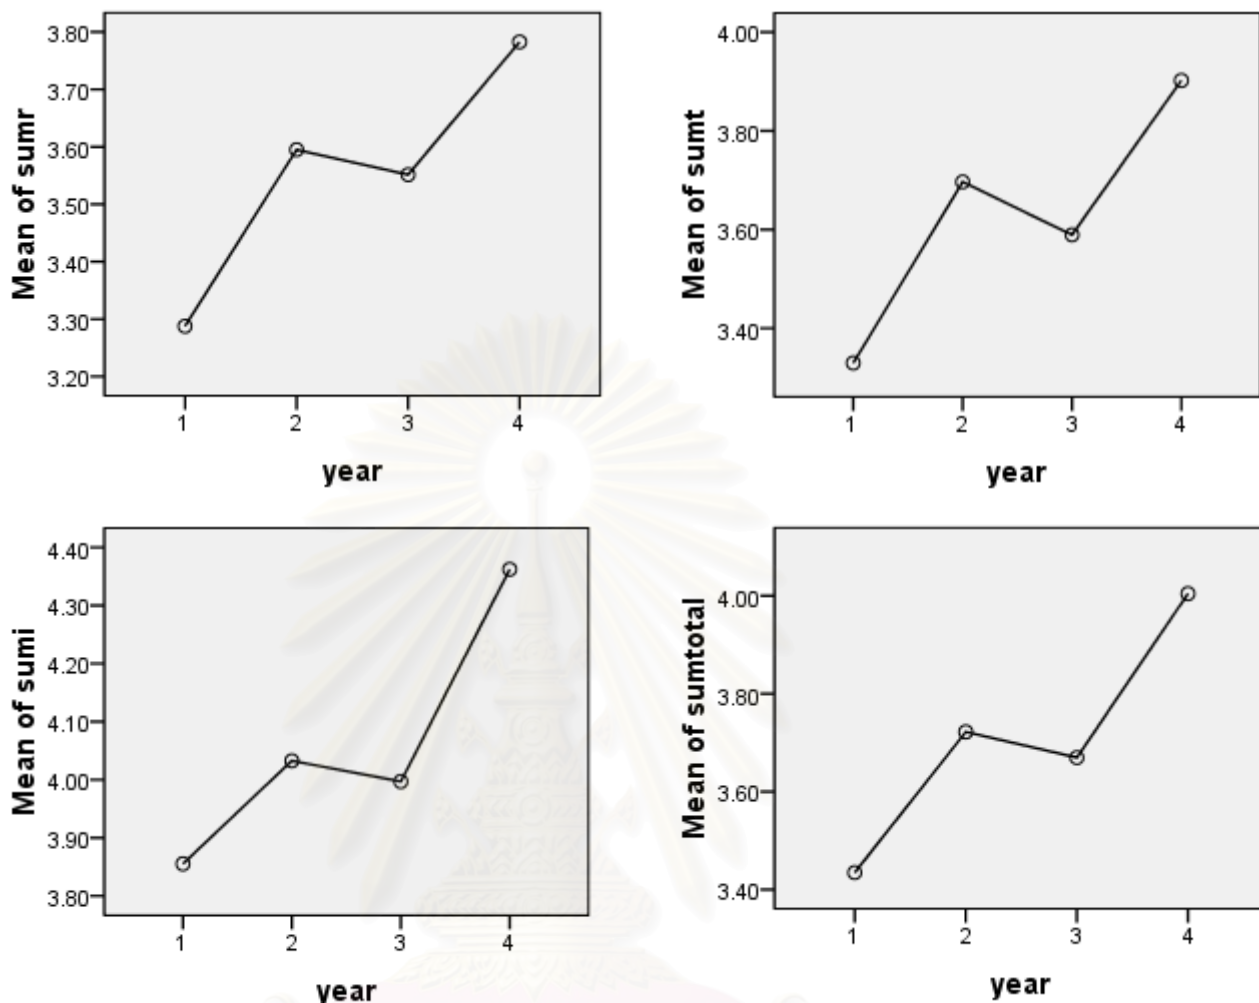 Mean of sumr
3.80
3.70
3.60
3.50
3.40
3.30
3.20
1 2 3 4
year
Mean of sumt
4.00
3.80
3.60
3.40
1 2 3 4
year
Mean of sumi
4.40
4.30
4.20
4.10
4.00
3.90
3.80
1 2 3 4
year
Mean of sumtotal
4.00
3.80
3.60
3.40
1 2 3 4
year